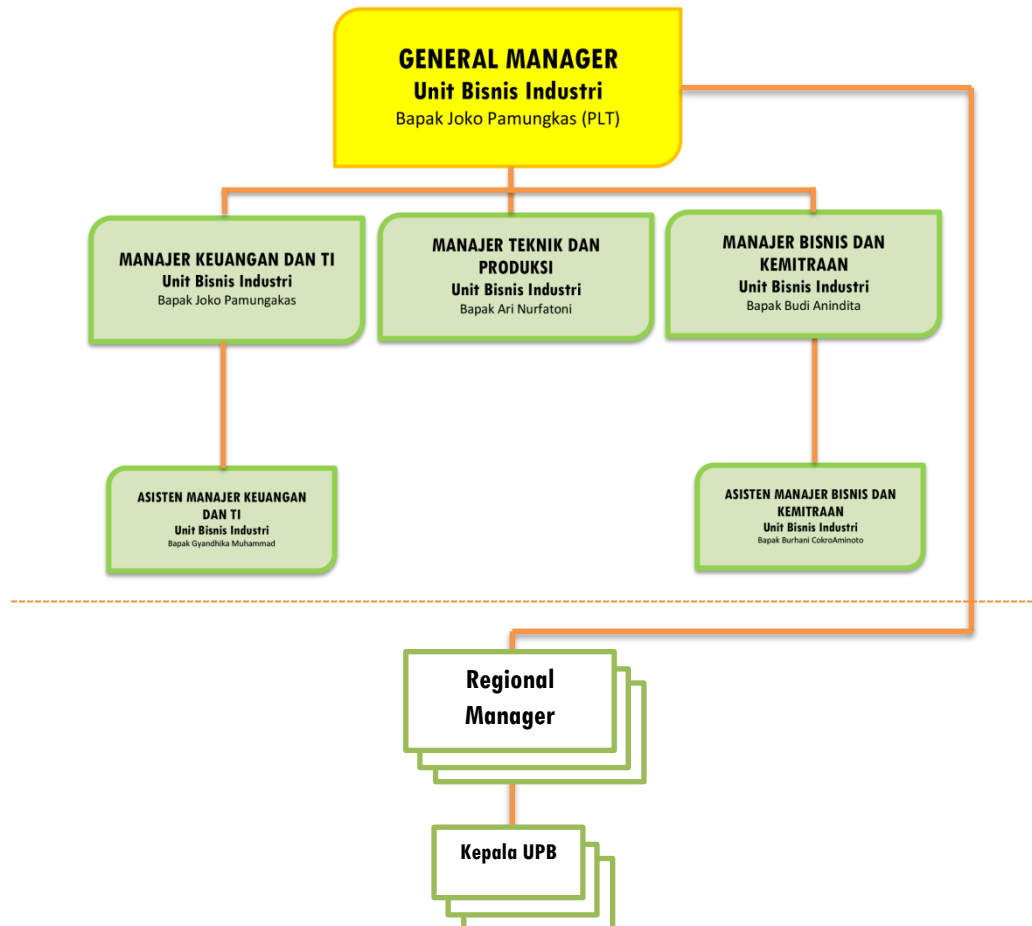 GENERAL MANAGER
Unit Bisnis Industri
Bapak Joko Pamungkas (PLT)
MANAJER KEUANGAN DAN TI
Unit Bisnis Industri
Bapak Joko Pamungakas
MANAJER TEKNIK DAN
PRODUKSI
Unit Bisnis Industri
Bapak Ari Nurfatoni
MANAJER BISNIS DAN
KEMITRAAN
Unit Bisnis Industri
Bapak Budi Anindita
ASISTEN MANAJER KEUANGAN
DAN TI
Unit Bisnis Industri
Bapak Gyandhika Muhammad
ASISTEN MANAJER BISNIS DAN
KEMITRAAN
Unit Bisnis Industri
Bapak Burhani CokroAminoto
Regional
Manager
Kepala UPB